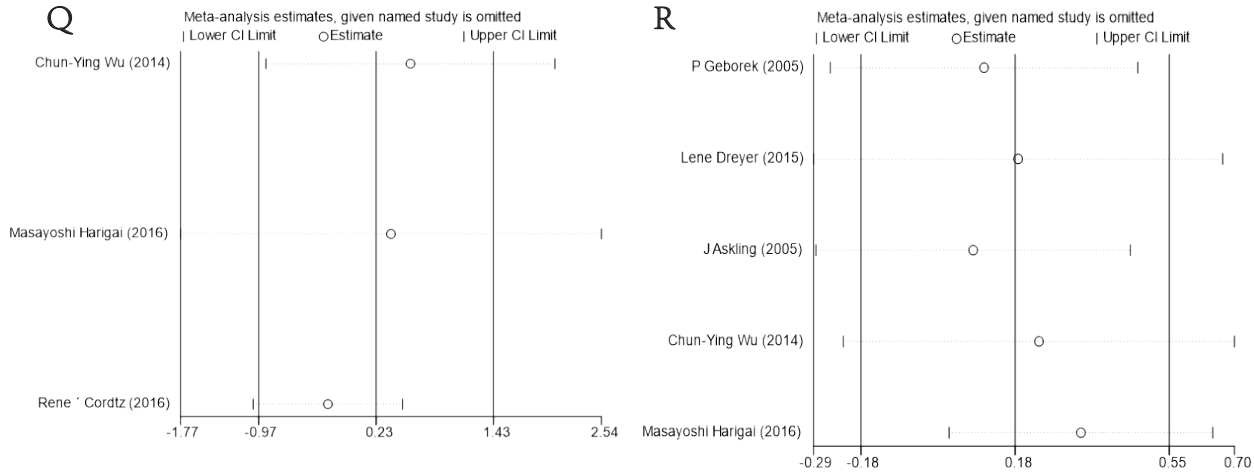 Q
Meta-analysis estimates, given named study is omitted
| Lower CI Limit ○Estimate | Upper CI Limit
Chun-Ying Wu (2014)
Masayoshi Harigai (2016)
Rene ´ Cordtz (2016)
-1.77 -0.97 0.23 1.43 2.54
R
Meta-analysis estimates, given named study is omitted
| Lower CI Limit ○Estimate | Upper CI Limit
P Geborek (2005)
Lene Dreyer (2015)
J Askling (2005)
Chun-Ying Wu (2014)
Masayoshi Harigai (2016)
-0.29 -0.18 0.18 0.55 0.70